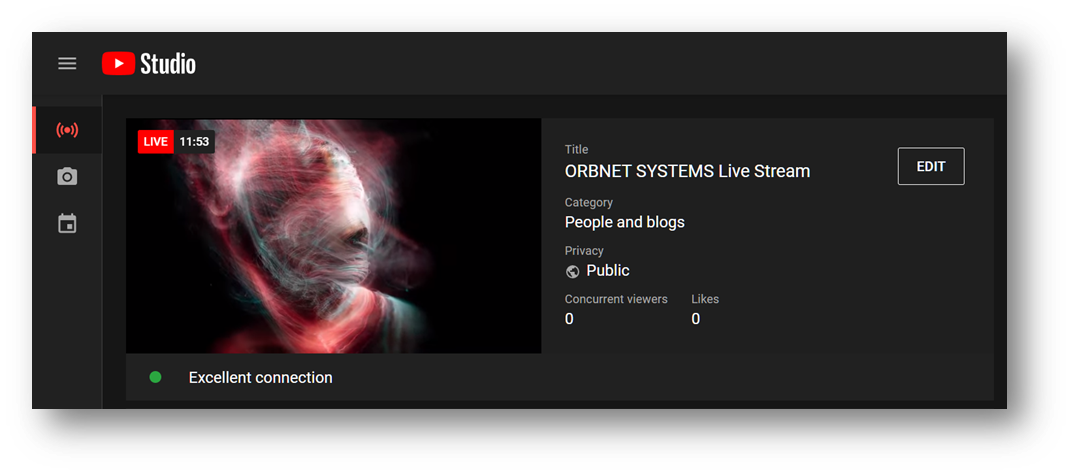 Studio
LIVE 11:53
Title
ORBNET SYSTEMS Live Stream
EDIT
Category
People and blogs
Privacy
Public
Concurrent viewers Likes
0 0
Excellent connection